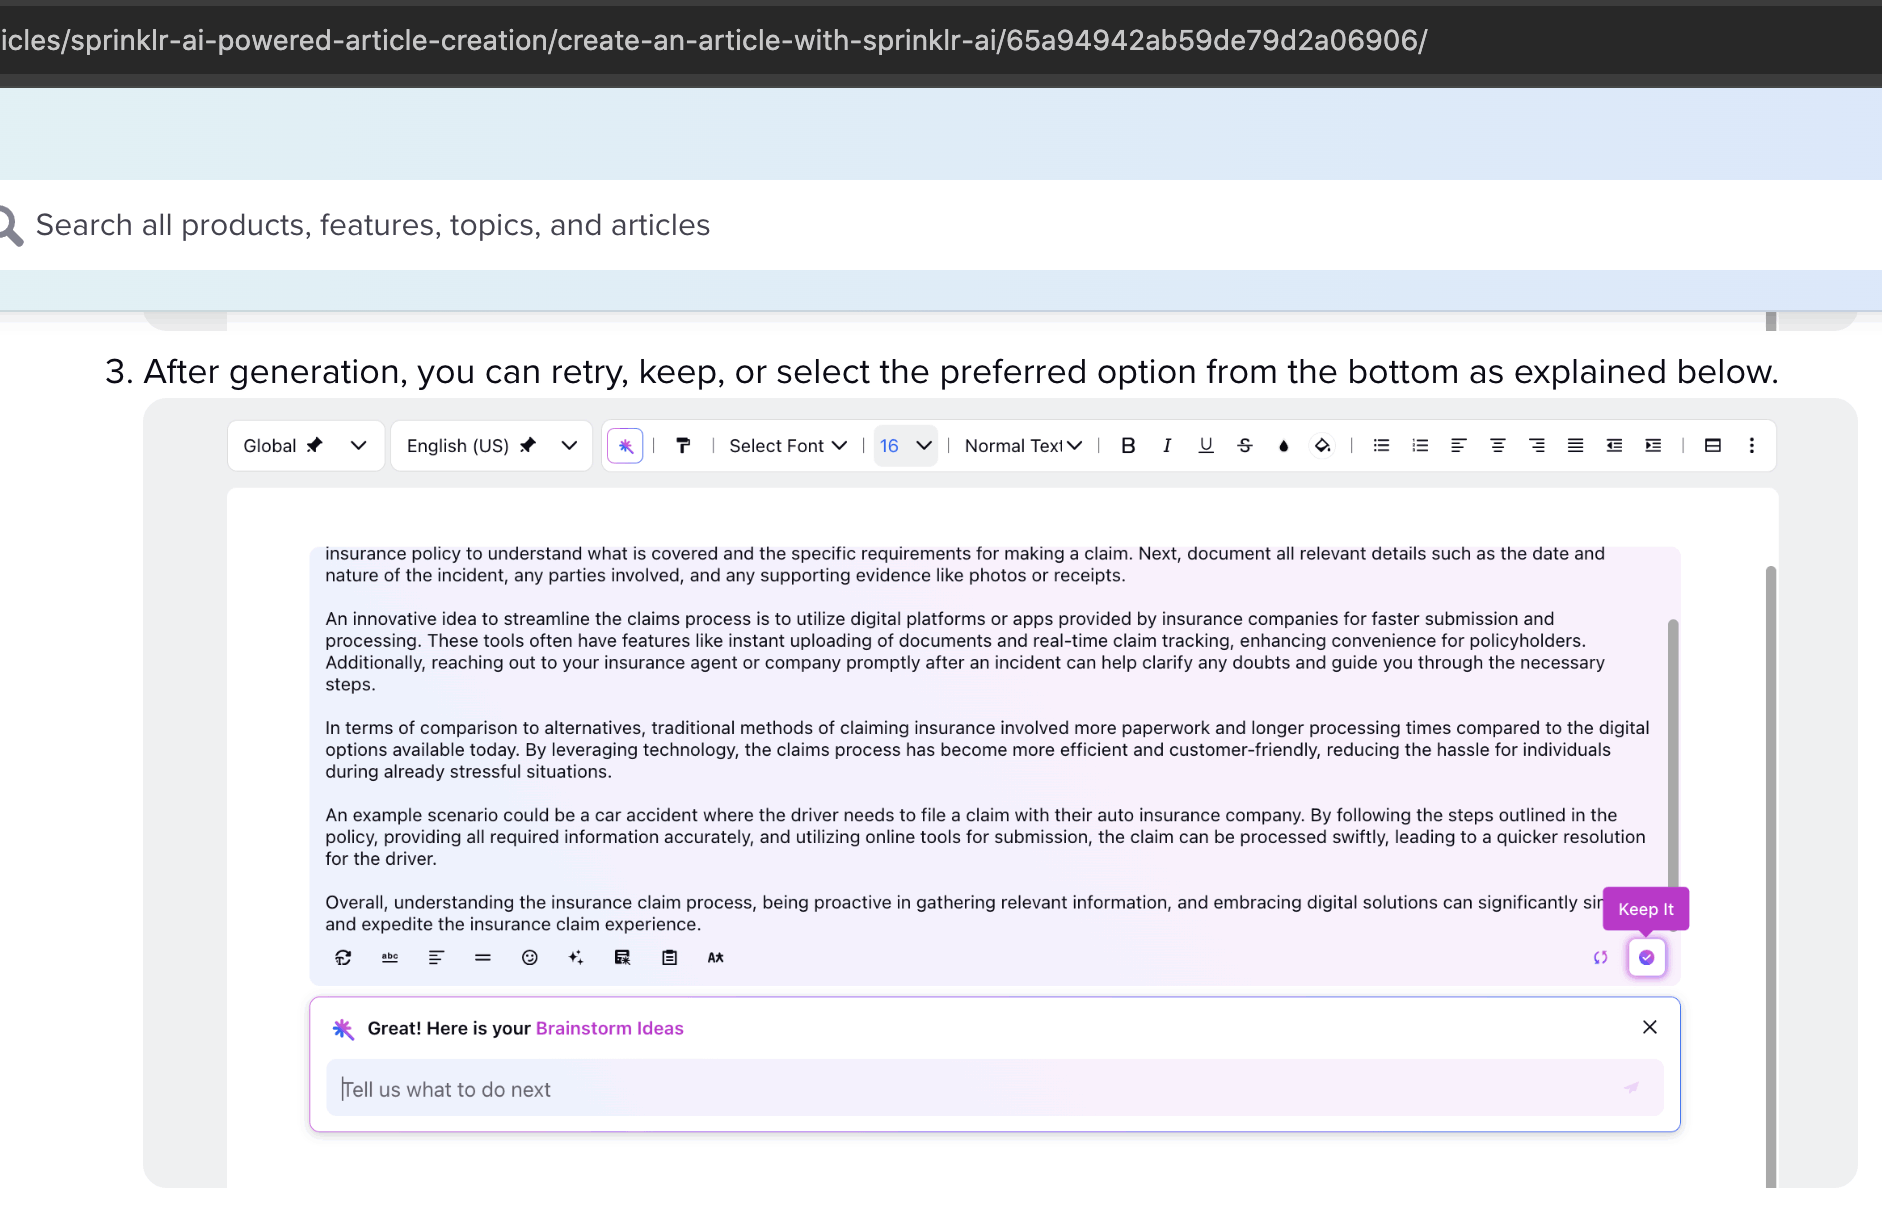 icles/sprinklr-ai-powered-article-creation/create-an-article-with-sprinklr-ai/65a94942ab59de79d2a06906/
Search all products, features, topics, and articles
3. After generation, you can retry, keep, or select the preferred option from the bottom as explained below.
Global English (US) Select Font 16 Normal Text B I U S
insurance policy to understand what is covered and the specific requirements for making a claim. Next, document all relevant details such as the date and
nature of the incident, any parties involved, and any supporting evidence like photos or receipts.
An innovative idea to streamline the claims process is to utilize digital platforms or apps provided by insurance companies for faster submission and
processing. These tools often have features like instant uploading of documents and real-time claim tracking, enhancing convenience for policyholders.
Additionally, reaching out to your insurance agent or company promptly after an incident can help clarify any doubts and guide you through the necessary
steps.
In terms of comparison to alternatives, traditional methods of claiming insurance involved more paperwork and longer processing times compared to the digital
options available today. By leveraging technology, the claims process has become more efficient and customer-friendly, reducing the hassle for individuals
during already stressful situations.
An example scenario could be a car accident where the driver needs to file a claim with their auto insurance company. By following the steps outlined in the
policy, providing all required information accurately, and utilizing online tools for submission, the claim can be processed swiftly, leading to a quicker resolution
for the driver.
Overall, understanding the insurance claim process, being proactive in gathering relevant information, and embracing digital solutions can significantly
Keep It
and expedite the insurance claim experience.
abc
Great! Here is your Brainstorm Ideas
Tell us what to do next